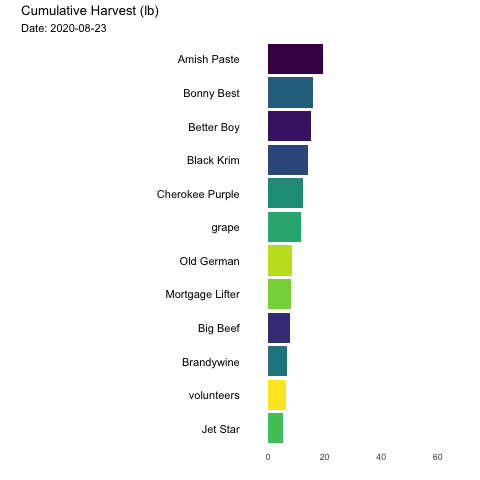 Cumulative Harvest (lb)
Date: 2020-08-23
Amish Paste
Bonny Best
Better Boy
Black Krim
Cherokee Purple
grape
Old German
Mortgage Lifter
Big Beef
Brandywine
volunteers
Jet Star
0 20 40 60